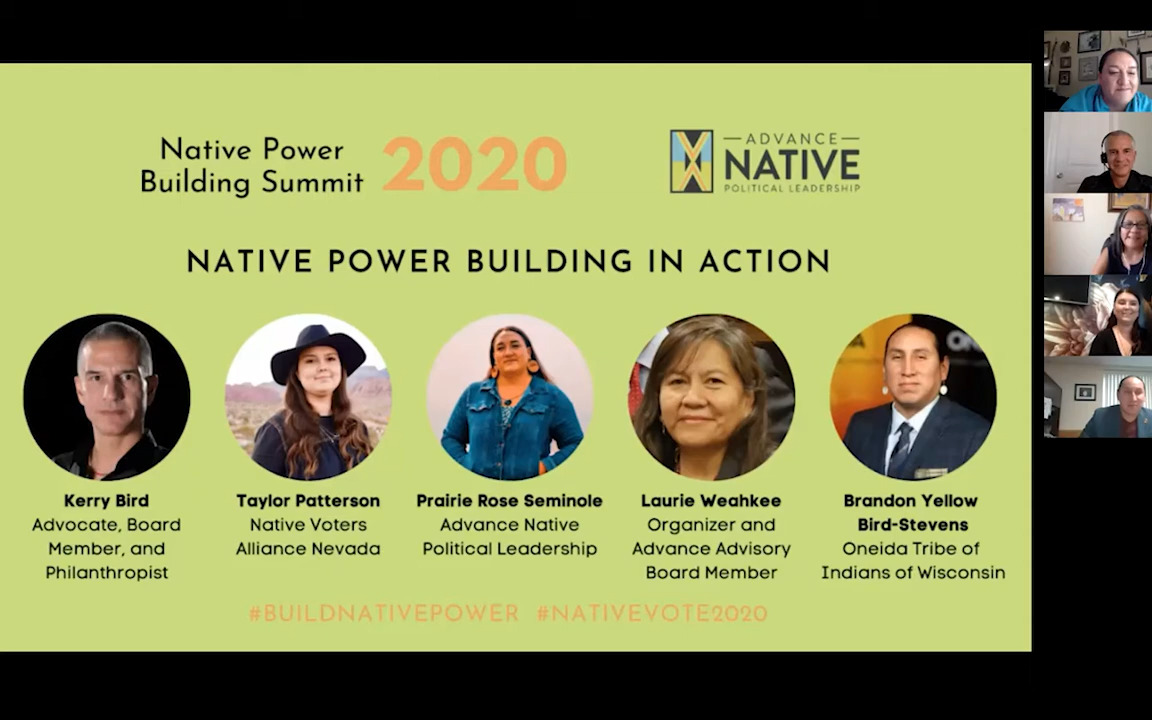 Native Power
Building Summit
2020
ADVANCE
NATIVE
POLITICAL LEADERSHIP
NATIVE POWER BUILDING IN ACTION
Kerry Bird
Advocate, Board
Member, and
Philanthropist
Taylor Patterson
Native Voters
Alliance Nevada
Prairie Rose Seminole
Advance Native
Political Leadership
Laurie Weahkee
Organizer and
Advance Advisory
Board Member
Brandon Yellow
Bird-Stevens
Oneida Tribe of
Indians of Wisconsin
#BUILDNATIVEPOWER #NATIVEVOTE2020